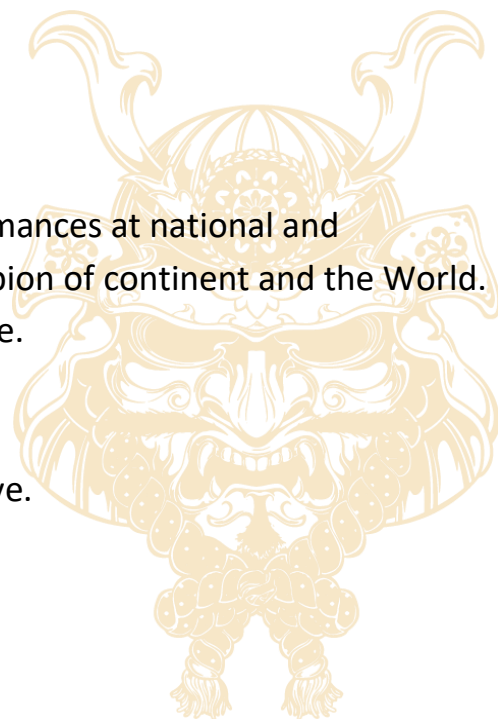 mances at national and
pion of continent and the World.
e.
ve.